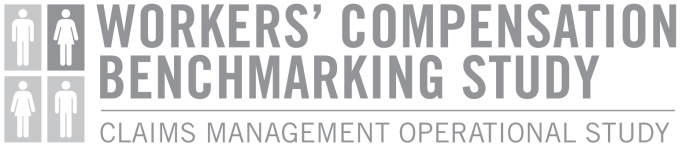 WORKERS’ COMPENSATION
BENCHMARKING STUDY
CLAIMS MANAGEMENT OPERATIONAL STUDY